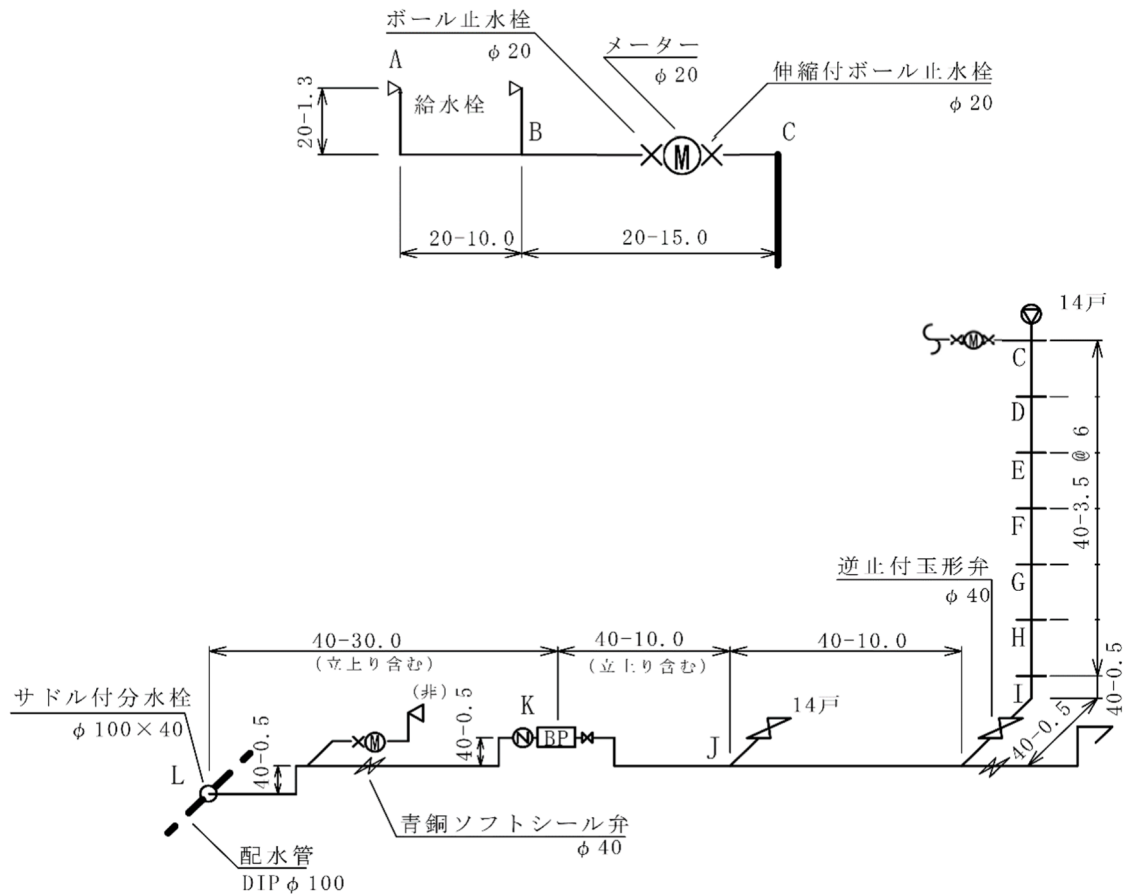 ボール止水栓
φ20
メーター
φ20
伸縮付ボール止水栓
φ20
A
給水栓
20-1.3
B
M
C
20-10.0
20-15.0
14戸
M
C
D
E
F
G
H
I
40-3.5@6
40-0.5
逆止付玉形弁
φ40
40-30.0
(立上り含む)
40-10.0
(立上り含む)
40-10.0
サドル付分水栓
φ100×40
(非)
K
40-0.5
14戸
40-0.5
L
40-0.5
M
N
BP
J
青銅ソフトシール弁
φ40
配水管
DIPφ100